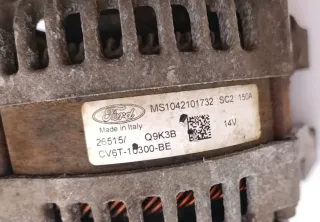 Ford
MS1042101732 SC2 150A
Made in Italy
26515/ Q9K3B
14V
CV6T-10300-BE